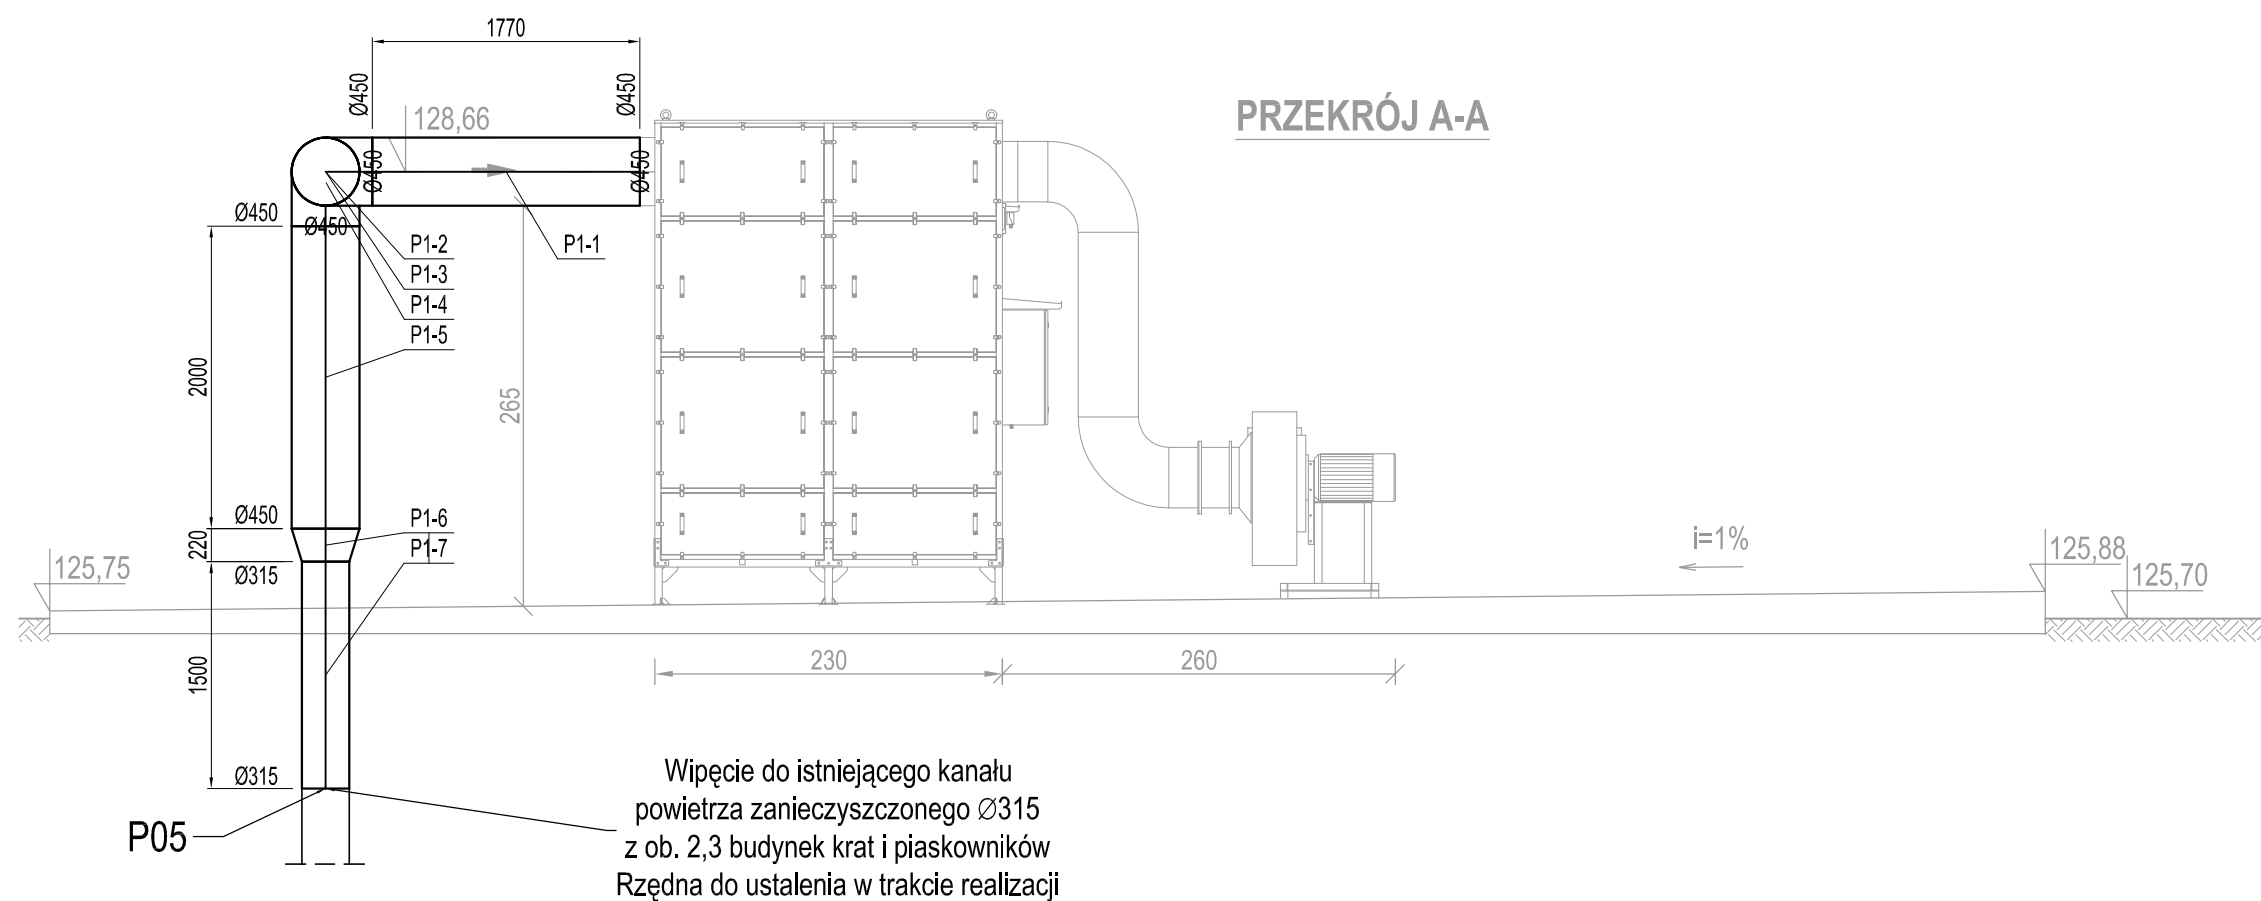 1770
Ø450
Ø450
128,66
PRZEKRÓJ A-A
Ø450
Ø450
Ø450
Ø450
P1-2
P1-1
P1-3
P1-4
P1-5
2000
265
Ø450
P1-6
220
P1-7
i=1%
125,75
Ø315
125,88
125,70
230
260
1500
Ø315
P05
Wipęcie do istniejącego kanału
powietrza zanieczyszczonego Ø315
z ob. 2,3 budynek krat i piaskowników
Rzędna do ustalenia w trakcie realizacji